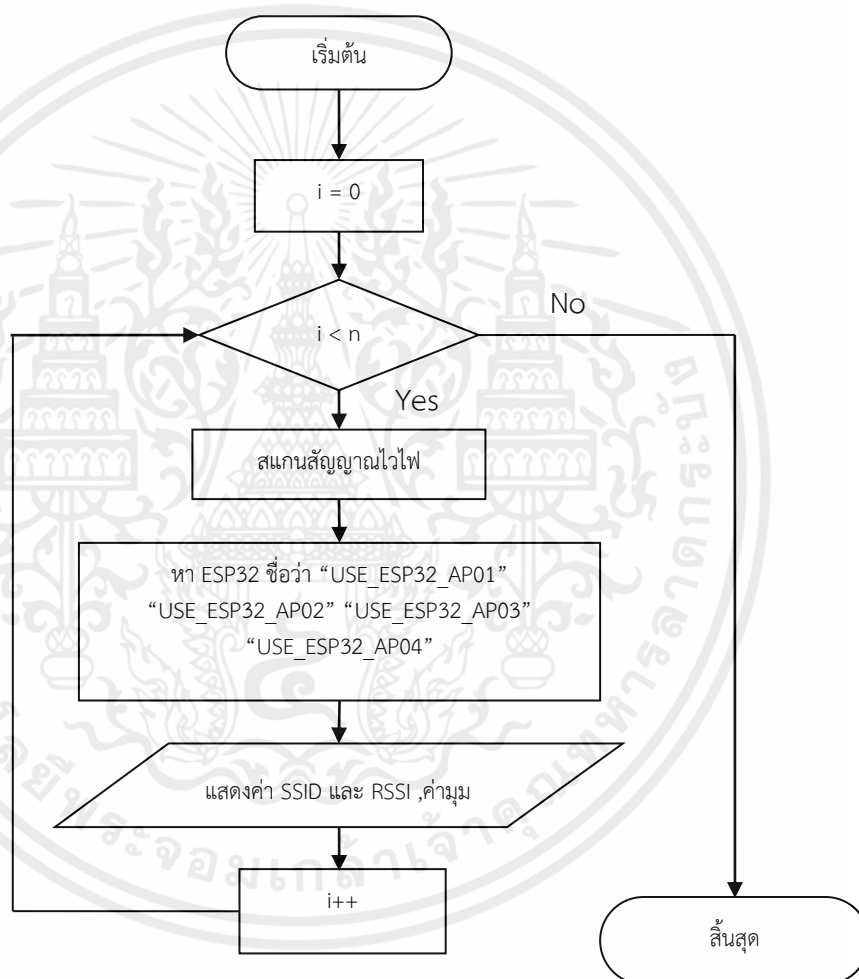 เริ่มต้น
i = 0
i < n
No
Yes
สแกนสัญญาณไวไฟ
หา ESP32 ชื่อว่า “USE_ESP32_AP01”
“USE_ESP32_AP02” “USE_ESP32_AP03”
“USE_ESP32_AP04”
แสดงค่า SSID และ RSSI ,ค่ามุม
i++
สิ้นสุด